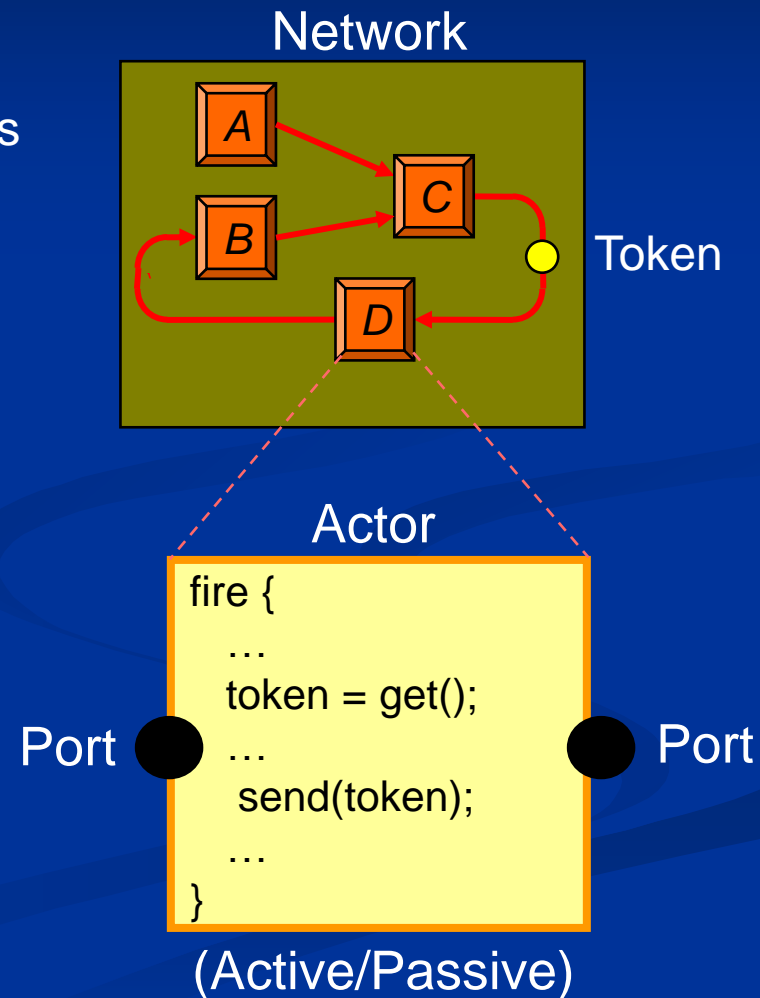 Network
s
A
C
B
Token
D
Actor
fire {
…
token = get();
Port
…
Port
send(token);
…
}
(Active/Passive)